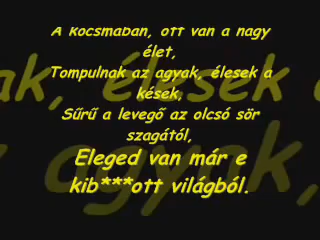 A kocsmában, ott van a nagy
élet,
Tompulnak az agyak, élesek a
kések,
Sűrű a levegő az olcsó sör
szagától,
Eleged van már e
kib***ott világból.